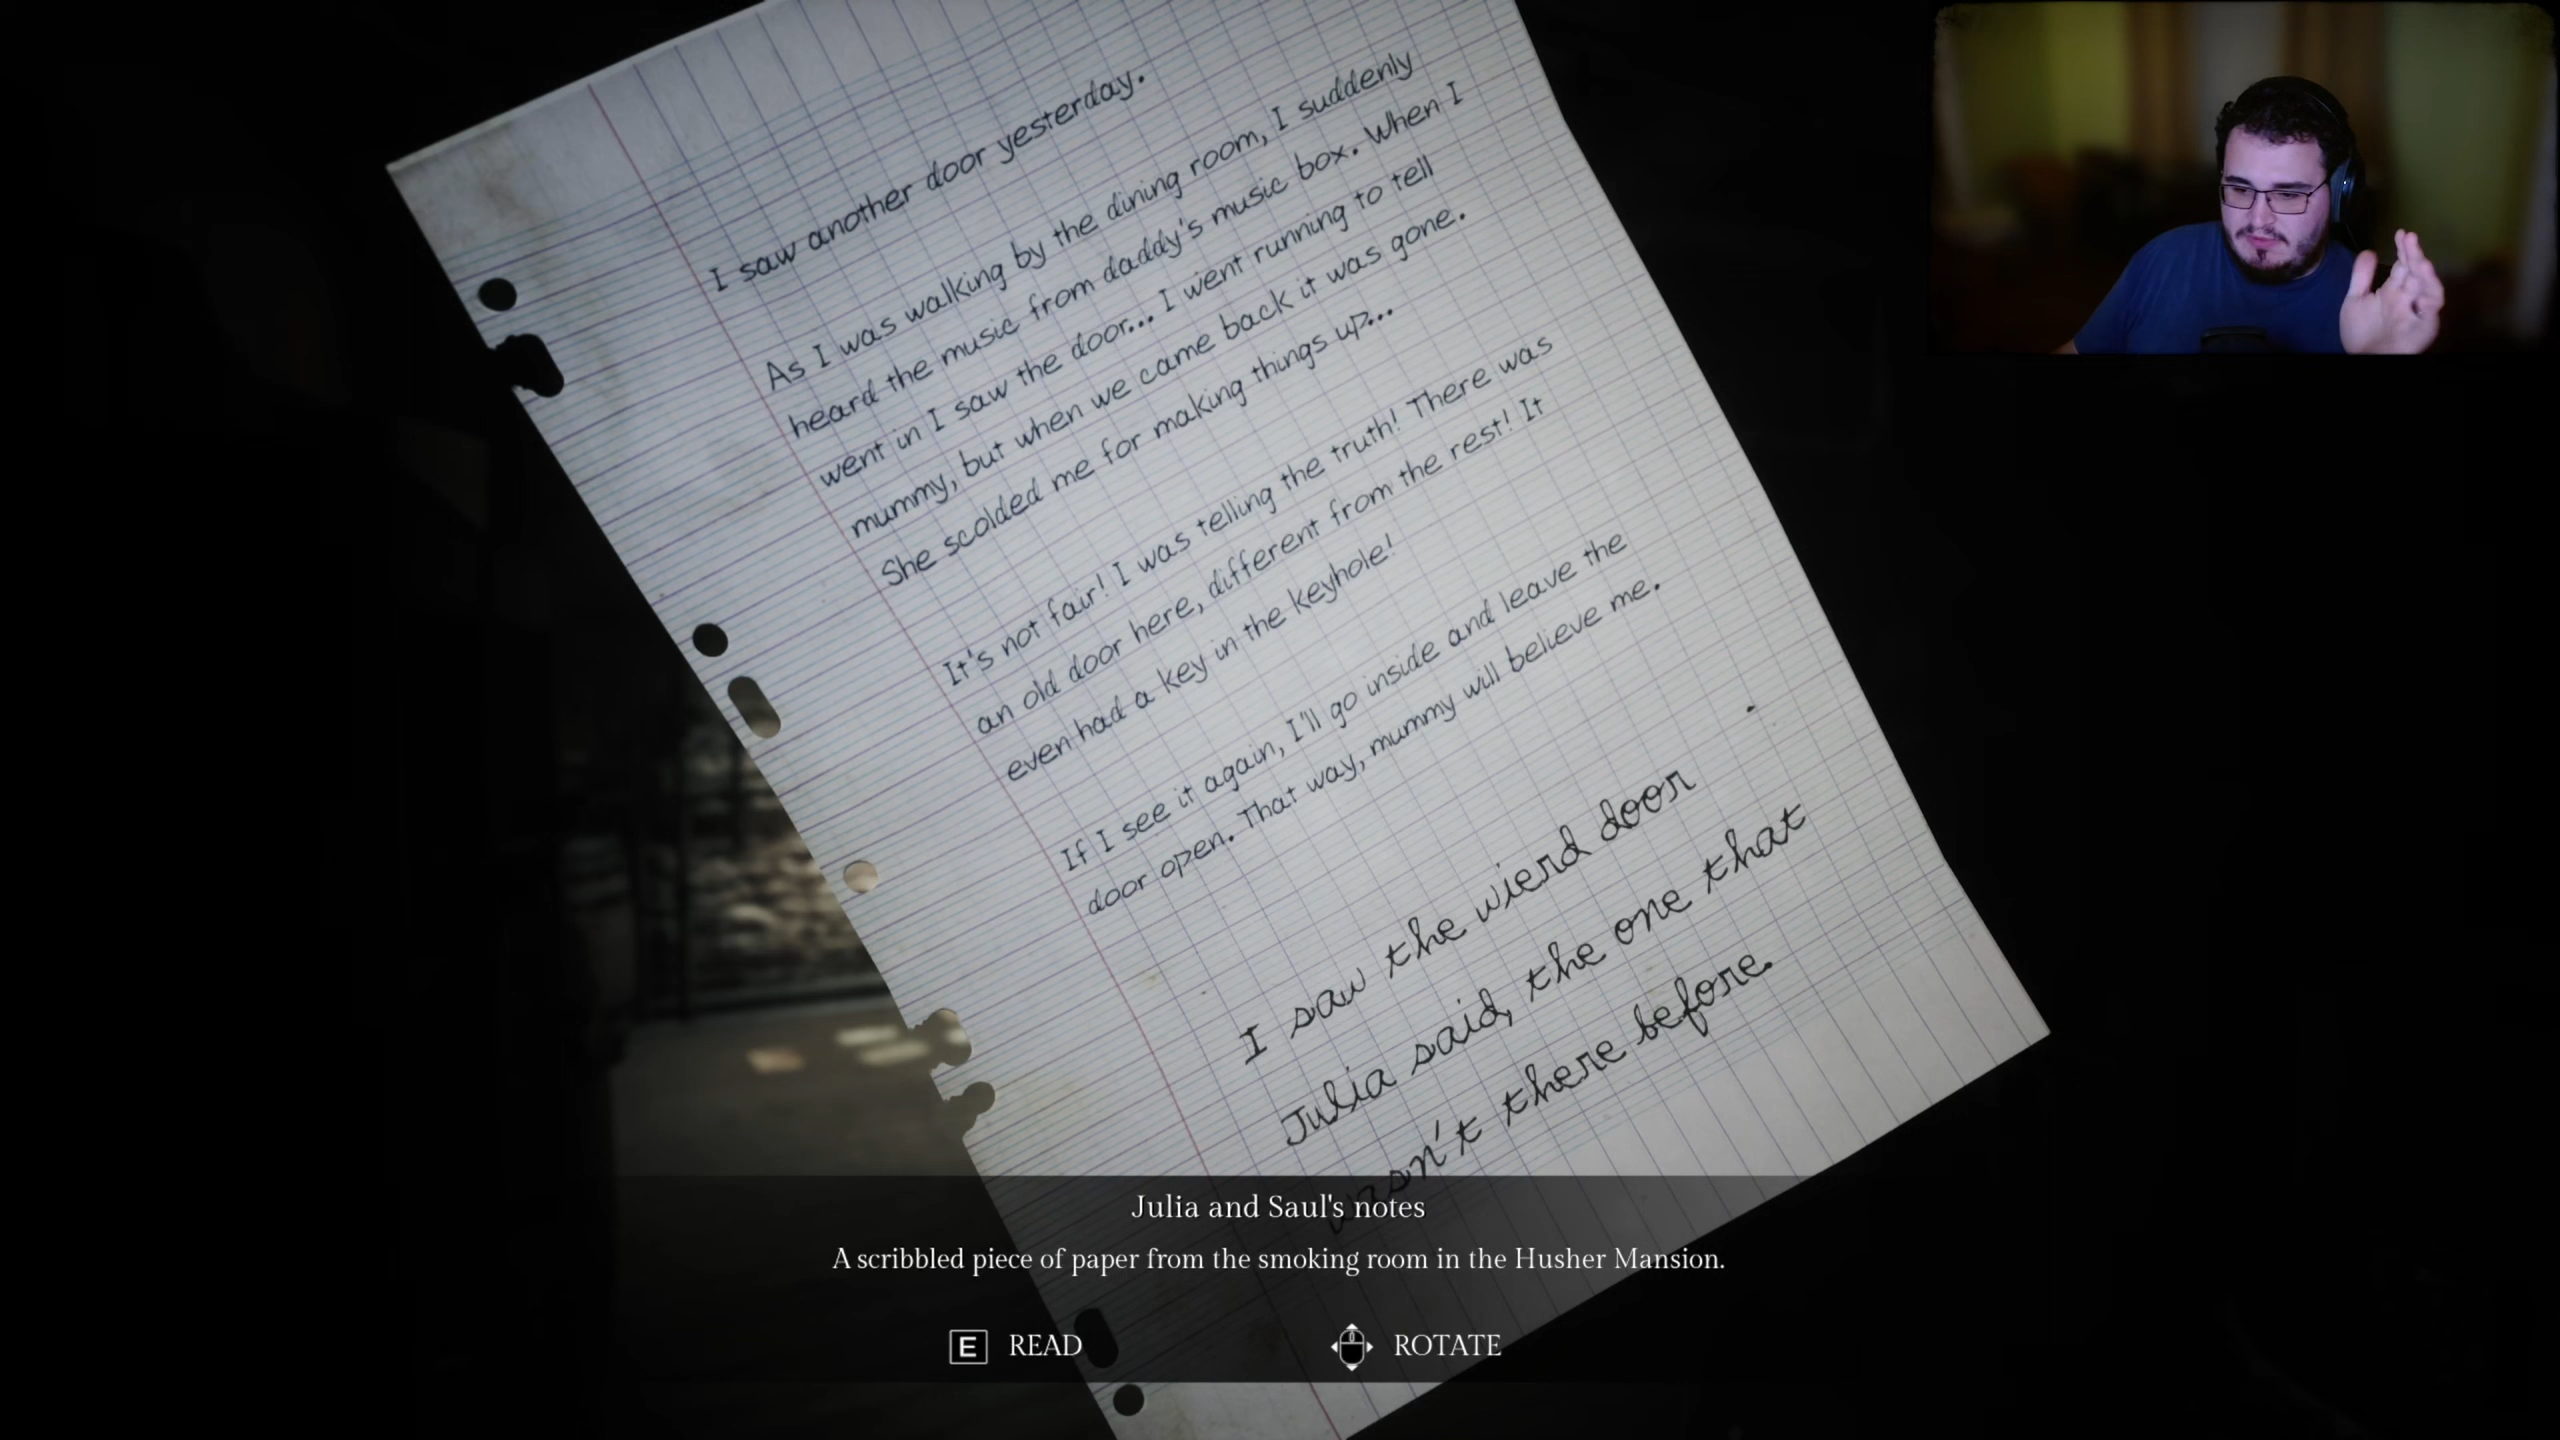 I saw another door yesterday.
As I was walking by the dining room, I suddenly
heard the music from daddy's music box. When I
went in I saw the door... I went running to tell
mummy, but when we came back it was gone.
She scolded me for making things up...
It's not fair! I was telling the truth! There was
an old door here, different from the rest! It
even had a key in the keyhole!
If I see it again, I'll go inside and leave the
door open. That way, mummy will believe me.
I saw the wierd door
Julia said, the one that
wasn't there before.
Julia and Saul's notes
A scribbled piece of paper from the smoking room in the Husher Mansion.
E READ
ROTATE